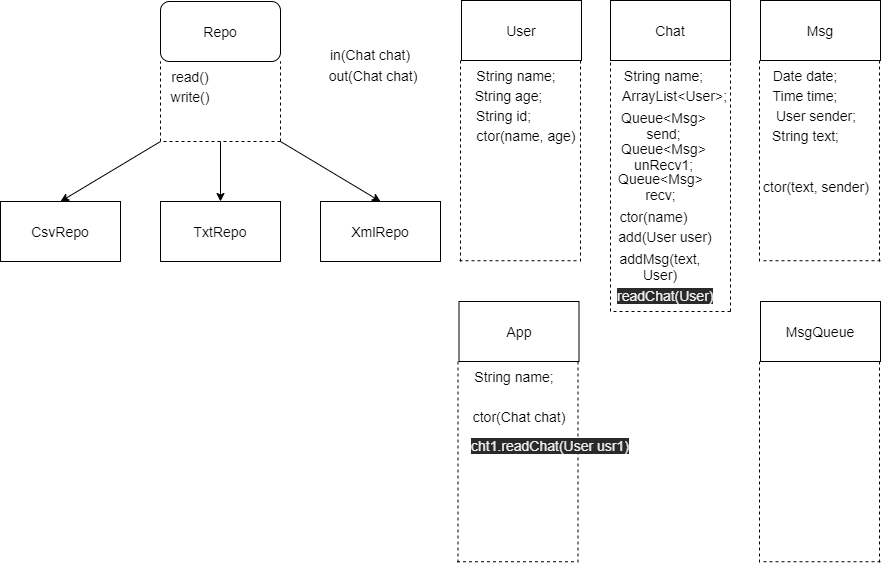 Repo
read()
write()
in(Chat chat)
out(Chat chat)
CsvRepo
TxtRepo
XmlRepo
User
String name;
String age;
String id;
ctor(name, age)
Chat
String name;
ArrayList<User>;
Queue<Msg>
send;
Queue<Msg>
unRecv1;
Queue<Msg>
recv;
ctor(name)
add(User user)
addMsg(text,
User)
readChat(User)
Msg
Date date;
Time time;
User sender;
String text;
ctor(text, sender)
App
String name;
ctor(Chat chat)
cht1.readChat(User usr1)
MsgQueue